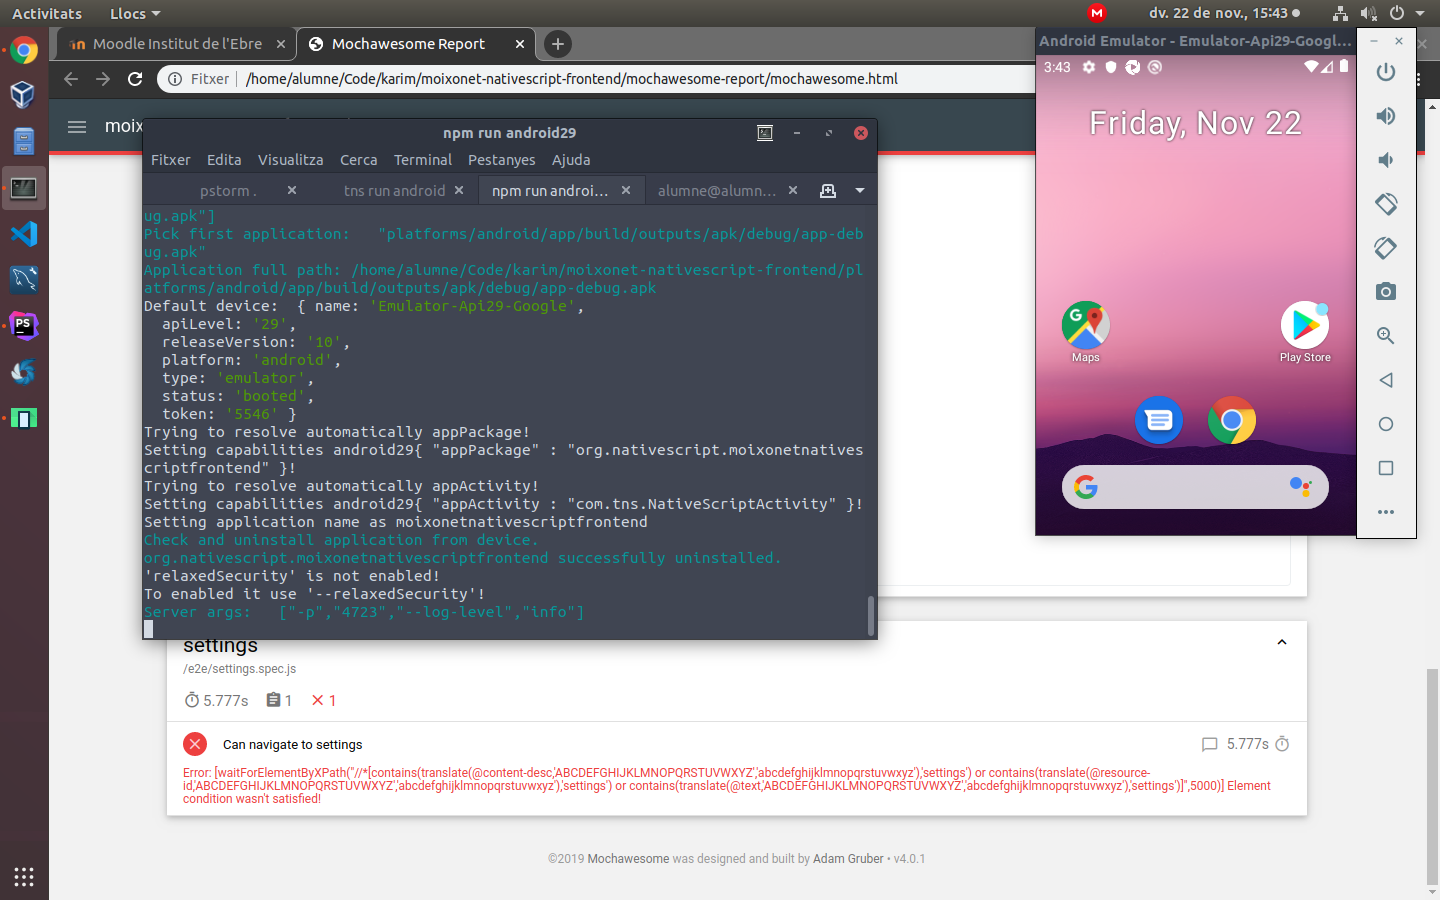 Activitats
Llocs
dv. 22 de nov., 15:43
Moodle Institut de l'Ebre
Mochawesome Report
Fitxer
/home/alumne/Code/karim/moixonet-nativescript-frontend/mochawesome-report/mochawesome.html
moix
npm run android29
Fitxer Edita Visualitza Cerca Terminal Pestanyes Ajuda
pstorm .
tns run android
npm run androi...
alumne@alumn...
ug.apk"]
Pick first application:   "platforms/android/app/build/outputs/apk/debug/app-deb
ug.apk"
Application full path: /home/alumne/Code/karim/moixonet-nativescript-frontend/pl
atforms/android/app/build/outputs/apk/debug/app-debug.apk
Default device:  { name: 'Emulator-Api29-Google',
  apiLevel: '29',
  releaseVersion: '10',
  platform: 'android',
  type: 'emulator',
  status: 'booted',
  token: '5546' }
Trying to resolve automatically appPackage!
Setting capabilities android29{ "appPackage" : "org.nativescript.moixonetnatives
criptfrontend" }!
Trying to resolve automatically appActivity!
Setting capabilities android29{ "appActivity : "com.tns.NativeScriptActivity" }!
Setting application name as moixonetnativescriptfrontend
Check and uninstall application from device.
org.nativescript.moixonetnativescriptfrontend successfully uninstalled.
'relaxedSecurity' is not enabled!
To enabled it use '--relaxedSecurity'!
Server args:   ["-p","4723","--log-level","info"]
Android Emulator - Emulator-Api29-Googl...
3:43
Friday, Nov 22
Maps
Play Store
settings
/e2e/settings.spec.js
5.777s 1 1
Can navigate to settings
5.777s
Error: [waitForElementByXPath("//*[contains(translate(@content-desc,'ABCDEFGHIJKLMNOPQRSTUVWXYZ','abcdefghijklmnopqrstuvwxyz'),'settings') or contains(translate(@resource-
id,'ABCDEFGHIJKLMNOPQRSTUVWXYZ','abcdefghijklmnopqrstuvwxyz'),'settings') or contains(translate(@text,'ABCDEFGHIJKLMNOPQRSTUVWXYZ','abcdefghijklmnopqrstuvwxyz'),'settings')]",5000)] Element
condition wasn't satisfied!
©2019 Mochawesome was designed and built by Adam Gruber • v4.0.1